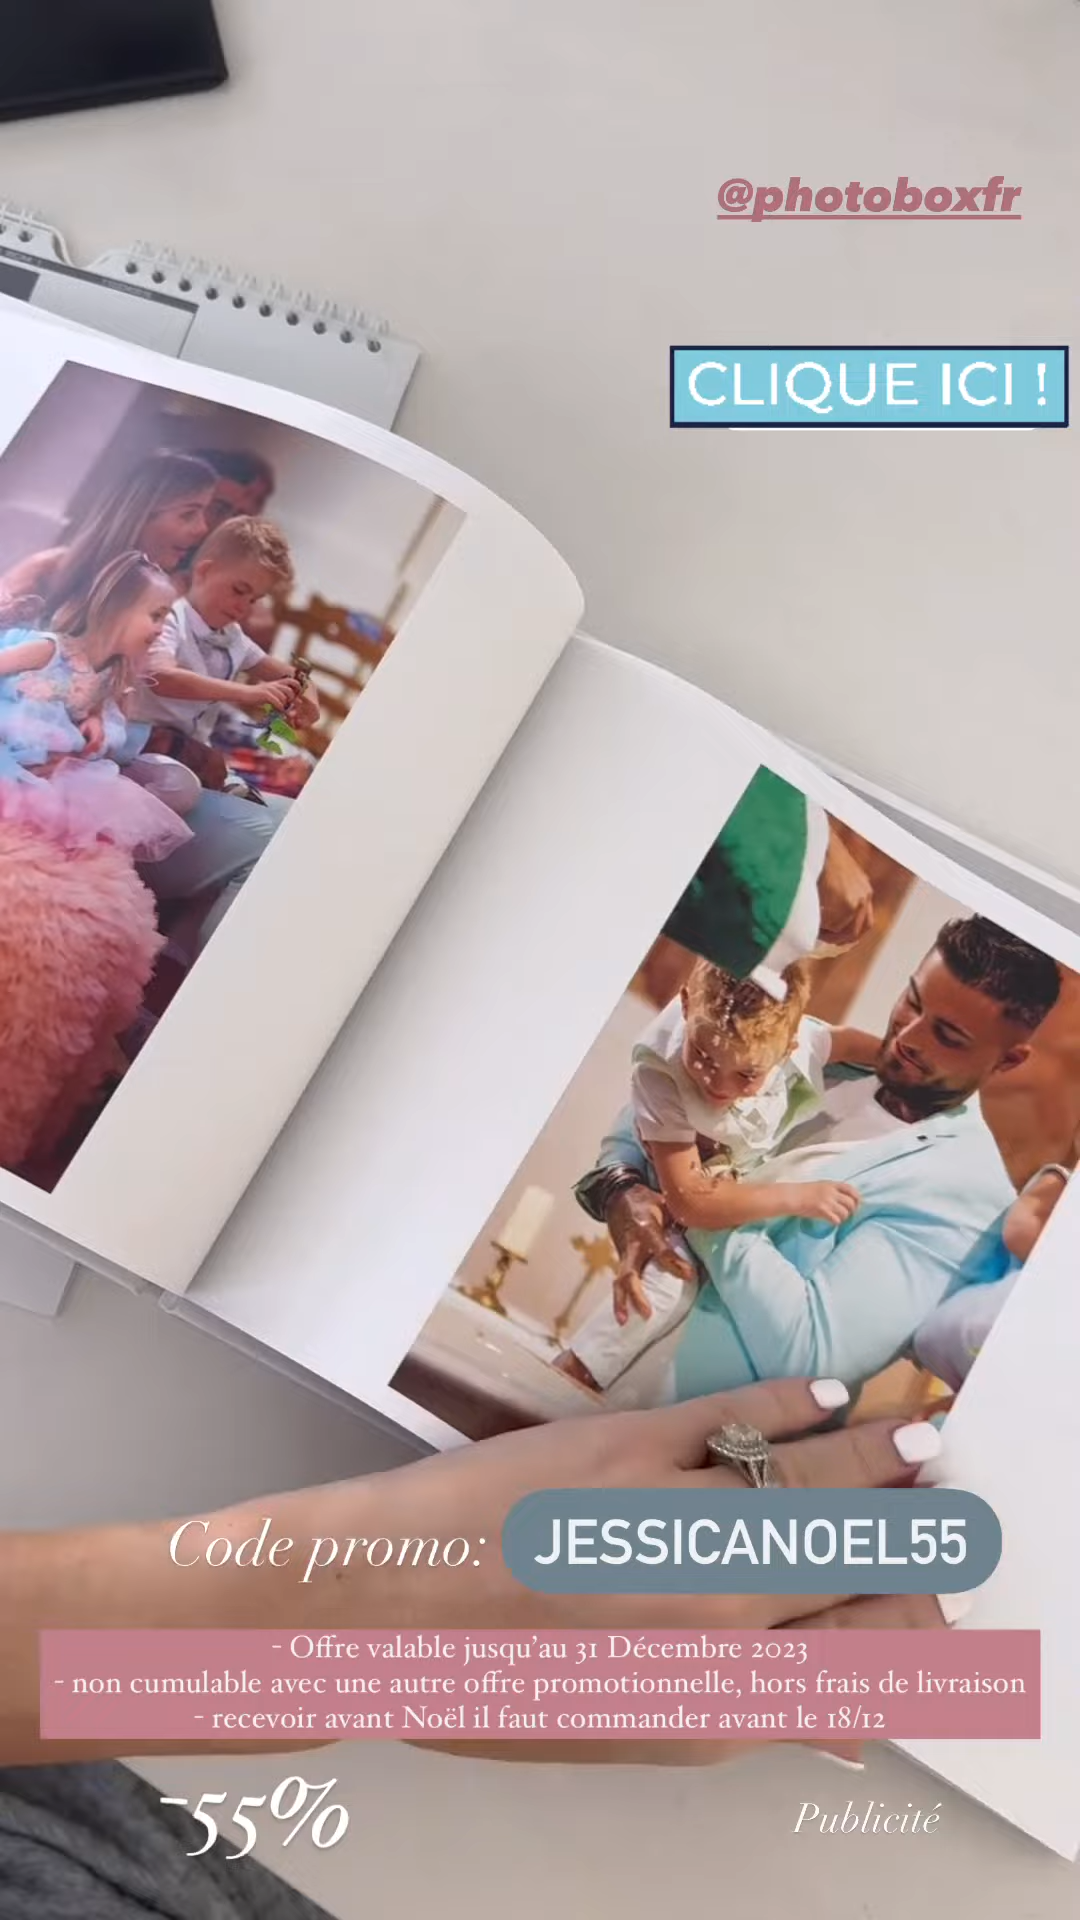 @photoboxfr
CLIQUE ICI !
Code promo: JESSICANOEL55
- Offre valable jusqu'au 31 Décembre 2023
- non cumulable avec une autre offre promotionnelle, hors frais de livraison
- recevoir avant Noël il faut commander avant le 18/12
-55%
Publicité